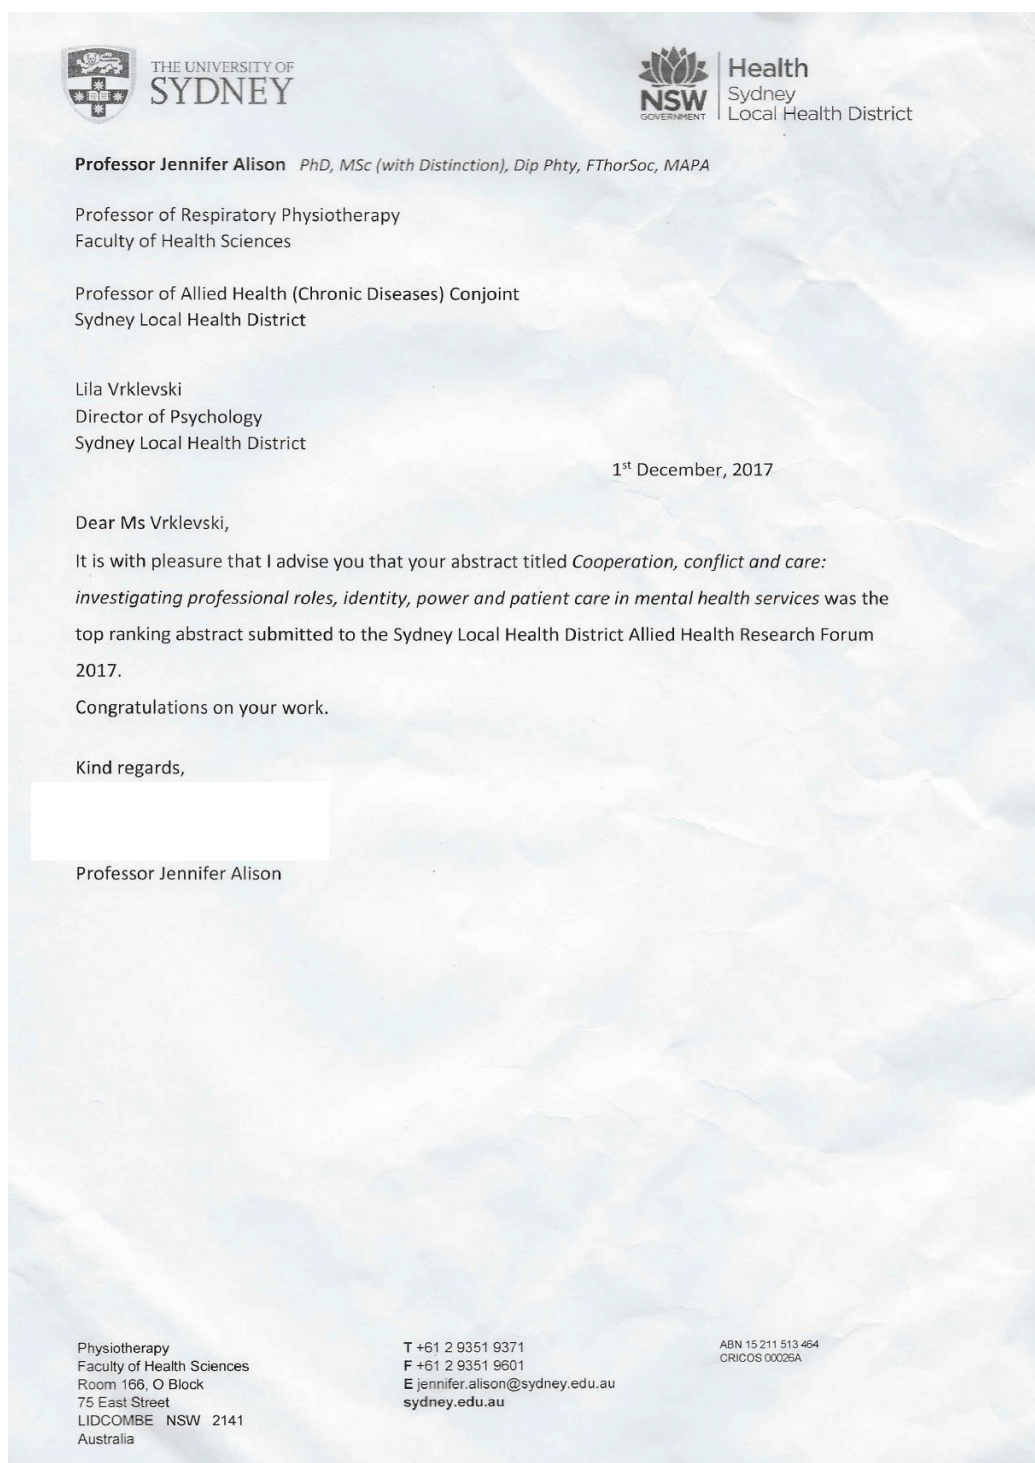 THE UNIVERSITY OF
SYDNEY
NSW
GOVERNMENT
Health
Sydney
Local Health District
Professor Jennifer Alison PhD, MSc (with Distinction), Dip Phty, FThorSoc, MAPA
Professor of Respiratory Physiotherapy
Faculty of Health Sciences
Professor of Allied Health (Chronic Diseases) Conjoint
Sydney Local Health District
Lila Vrklevski
Director of Psychology
Sydney Local Health District
1st December, 2017
Dear Ms Vrklevski,
It is with pleasure that I advise you that your abstract titled Cooperation, conflict and care:
investigating professional roles, identity, power and patient care in mental health services was the
top ranking abstract submitted to the Sydney Local Health District Allied Health Research Forum
2017.
Congratulations on your work.
Kind regards,
Professor Jennifer Alison
Physiotherapy
Faculty of Health Sciences
Room 166, O Block
75 East Street
LIDCOMBE NSW 2141
Australia
T +61 2 9351 9371
F +61 2 9351 9601
E jennifer.alison@sydney.edu.au
sydney.edu.au
ABN 15 211 513 464
CRICOS 00026A